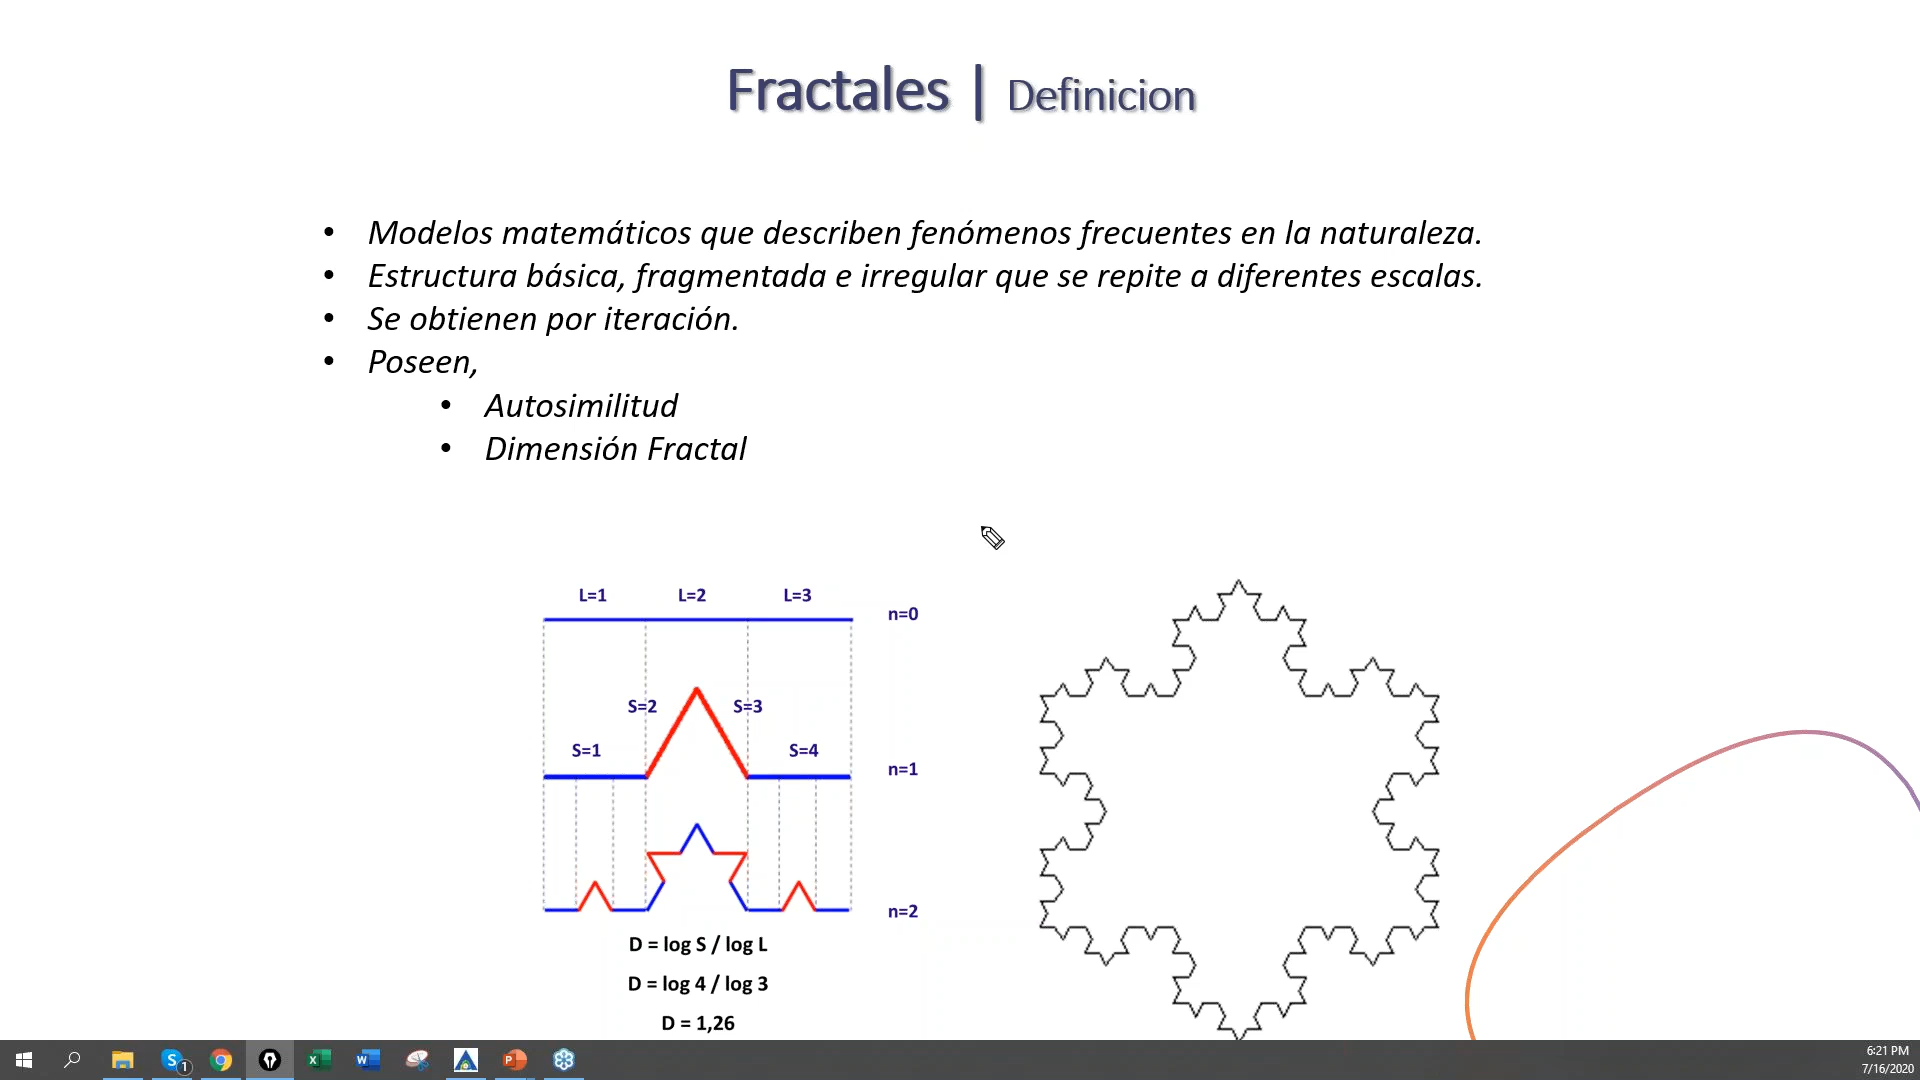 Fractales | Definicion
• Modelos matemáticos que describen fenómenos frecuentes en la naturaleza.
• Estructura básica, fragmentada e irregular que se repite a diferentes escalas.
• Se obtienen por iteración.
• Poseen,
• Autosimilitud
• Dimensión Fractal
L=1 L=2 L=3
n=0
S=2 S=3
S=1 S=4
n=1
n=2
D = log S / log L
D = log 4 / log 3
D = 1,26
6:21 PM
7/16/2020